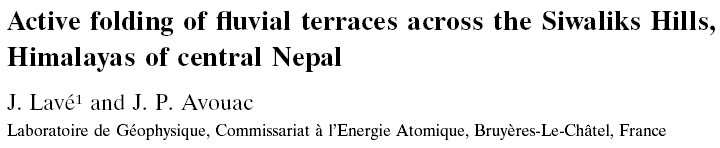 Active folding of fluvial terraces across the Siwaliks Hills,
Himalayas of central Nepal
J. Lavé¹ and J. P. Avouac
Laboratoire de Géophysique, Commissariat à l'Energie Atomique, Bruyères-Le-Châtel, France